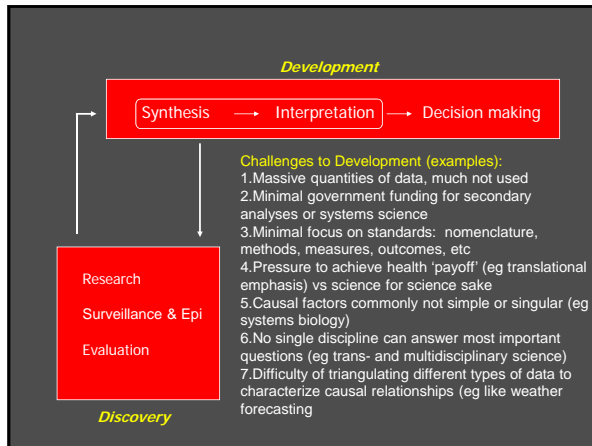 Development
Synthesis → Interpretation → Decision making
Challenges to Development (examples):
1.Massive quantities of data, much not used
2.Minimal government funding for secondary
analyses or systems science
3.Minimal focus on standards: nomenclature,
methods, measures, outcomes, etc
4.Pressure to achieve health ‘payoff’ (eg translational
emphasis) vs science for science sake
5.Causal factors commonly not simple or singular (eg
systems biology)
6.No single discipline can answer most important
questions (eg trans- and multidisciplinary science)
7.Difficulty of triangulating different types of data to
characterize causal relationships (eg like weather
forecasting
Research
Surveillance & Epi
Evaluation
Discovery